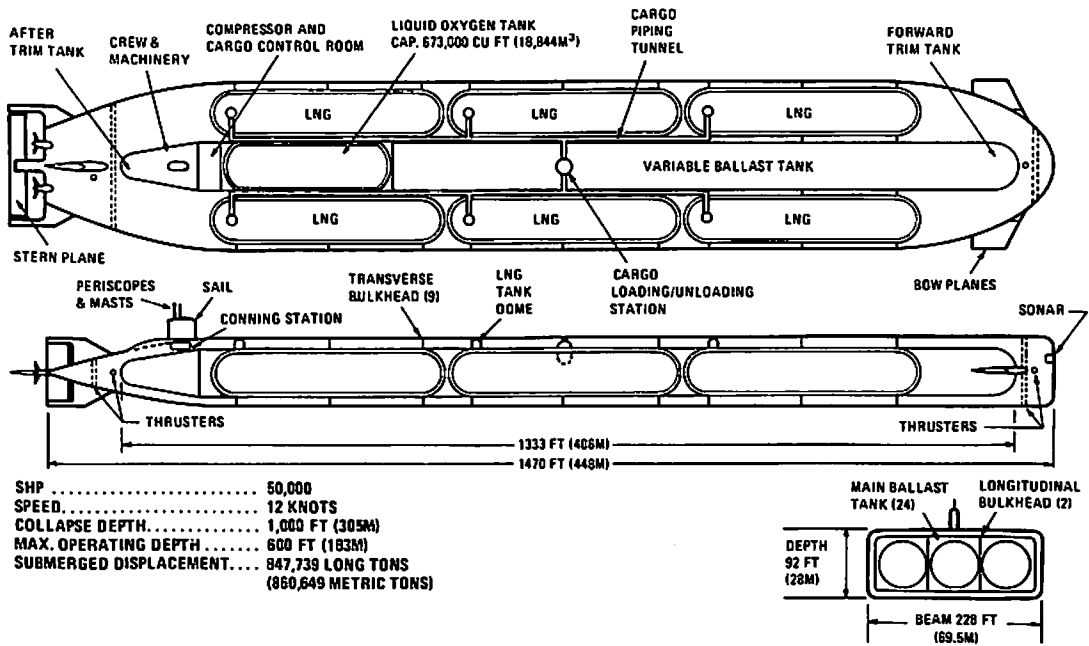 AFTER
TRIM TANK
CREW &
MACHINERY
COMPRESSOR AND
CARGO CONTROL ROOM
LIQUID OXYGEN TANK
CAP. 673,000 CU FT (18,844M³)
CARGO
PIPING
TUNNEL
FORWARD
TRIM TANK
LNG
LNG
LNG
VARIABLE BALLAST TANK
LNG
LNG
LNG
STERN PLANE
PERISCOPES
& MASTS
SAIL
CONNING STATION
TRANSVERSE
BULKHEAD (9)
LNG
TANK
DOME
CARGO
LOADING/UNLOADING
STATION
BOW PLANES
SONAR
THRUSTERS
THRUSTERS
1333 FT (406M)
1470 FT (448M)
SHP ........................ 50,000
SPEED...................... 12 KNOTS
COLLAPSE DEPTH............. 1,000 FT (305M)
MAX. OPERATING DEPTH ....... 600 FT (183M)
SUBMERGED DISPLACEMENT.... 847,739 LONG TONS
(860,649 METRIC TONS)
MAIN BALLAST
TANK (24)
LONGITUDINAL
BULKHEAD (2)
DEPTH
92 FT
(28M)
BEAM 228 FT
(69.5M)